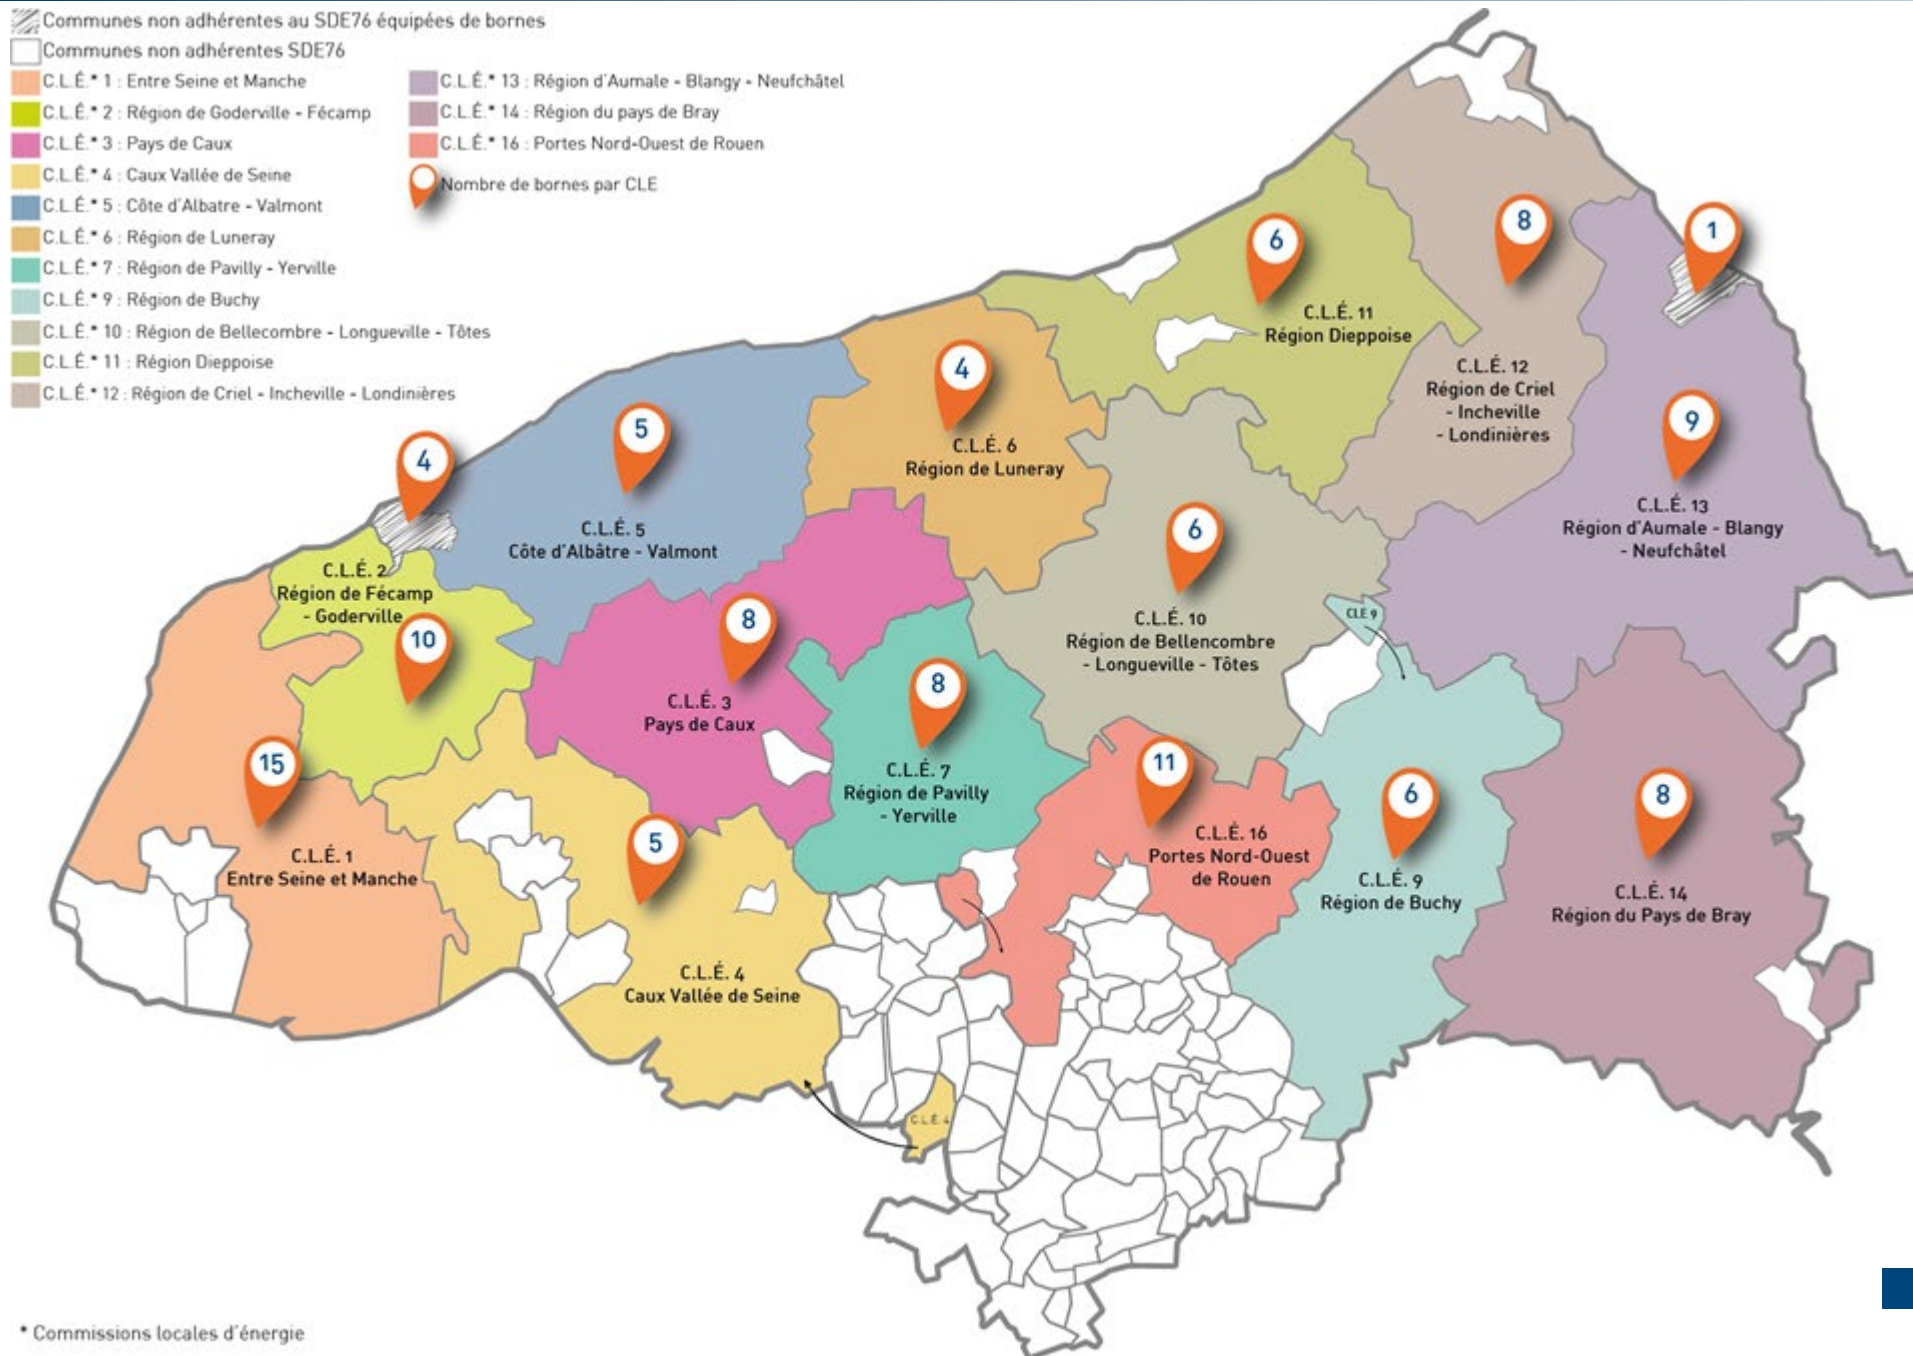 Communes non adhérentes au SDE76 équipées de bornes
Communes non adhérentes SDE76
C.L.É.* 1 : Entre Seine et Manche
C.L.É.* 2 : Région de Goderville - Fécamp
C.L.É.* 3 : Pays de Caux
C.L.É.* 4 : Caux Vallée de Seine
C.L.É.* 5 : Côte d'Albatre - Valmont
C.L.É.* 6 : Région de Luneray
C.L.É.* 7 : Région de Pavilly - Yerville
C.L.É.* 9 : Région de Buchy
C.L.É.* 10 : Région de Bellecombre - Longueville - Tôtes
C.L.É.* 11 : Région Dieppoise
C.L.É.* 12 : Région de Criel - Incheville - Londinières
C.L.É.* 13 : Région d'Aumale - Blangy - Neufchâtel
C.L.É.* 14 : Région du pays de Bray
C.L.É.* 16 : Portes Nord-Ouest de Rouen
Nombre de bornes par CLE
8
1
6
C.L.É. 11
Région Dieppoise
C.L.É. 12
Région de Criel
- Incheville
- Londinières
4
C.L.É. 6
Région de Luneray
9
C.L.É. 13
Région d'Aumale - Blangy
- Neufchâtel
5
C.L.É. 5
Côte d'Albâtre - Valmont
4
C.L.É. 2
Région de Fécamp
- Goderville
10
6
C.L.É. 10
Région de Bellencombre
- Longueville - Tôtes
CLE 9
8
C.L.É. 3
Pays de Caux
8
C.L.É. 7
Région de Pavilly
- Yerville
15
C.L.É. 1
Entre Seine et Manche
11
C.L.É. 16
Portes Nord-Ouest
de Rouen
6
C.L.É. 9
Région de Buchy
8
C.L.É. 14
Région du Pays de Bray
5
C.L.É. 4
Caux Vallée de Seine
C.L.É. 4
* Commissions locales d'énergie